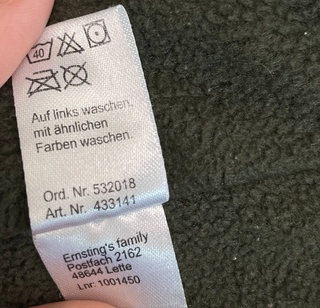 40
Auf links waschen,
mit ähnlichen
Farben waschen.
Ord. Nr. 532018
Art. Nr. 433141
Ernsting's family
Postfach 2162
48644 Lette
Lnr: 1001450